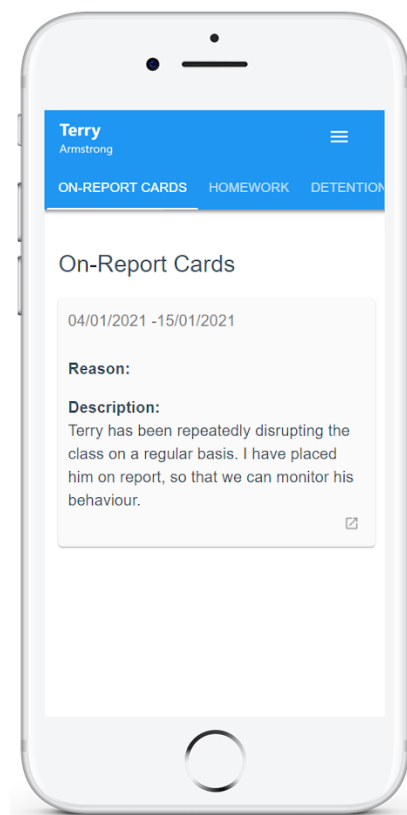 Terry
Armstrong
ON-REPORT CARDS HOMEWORK DETENTION
On-Report Cards
04/01/2021 -15/01/2021
Reason:
Description:
Terry has been repeatedly disrupting the
class on a regular basis. I have placed
him on report, so that we can monitor his
behaviour.